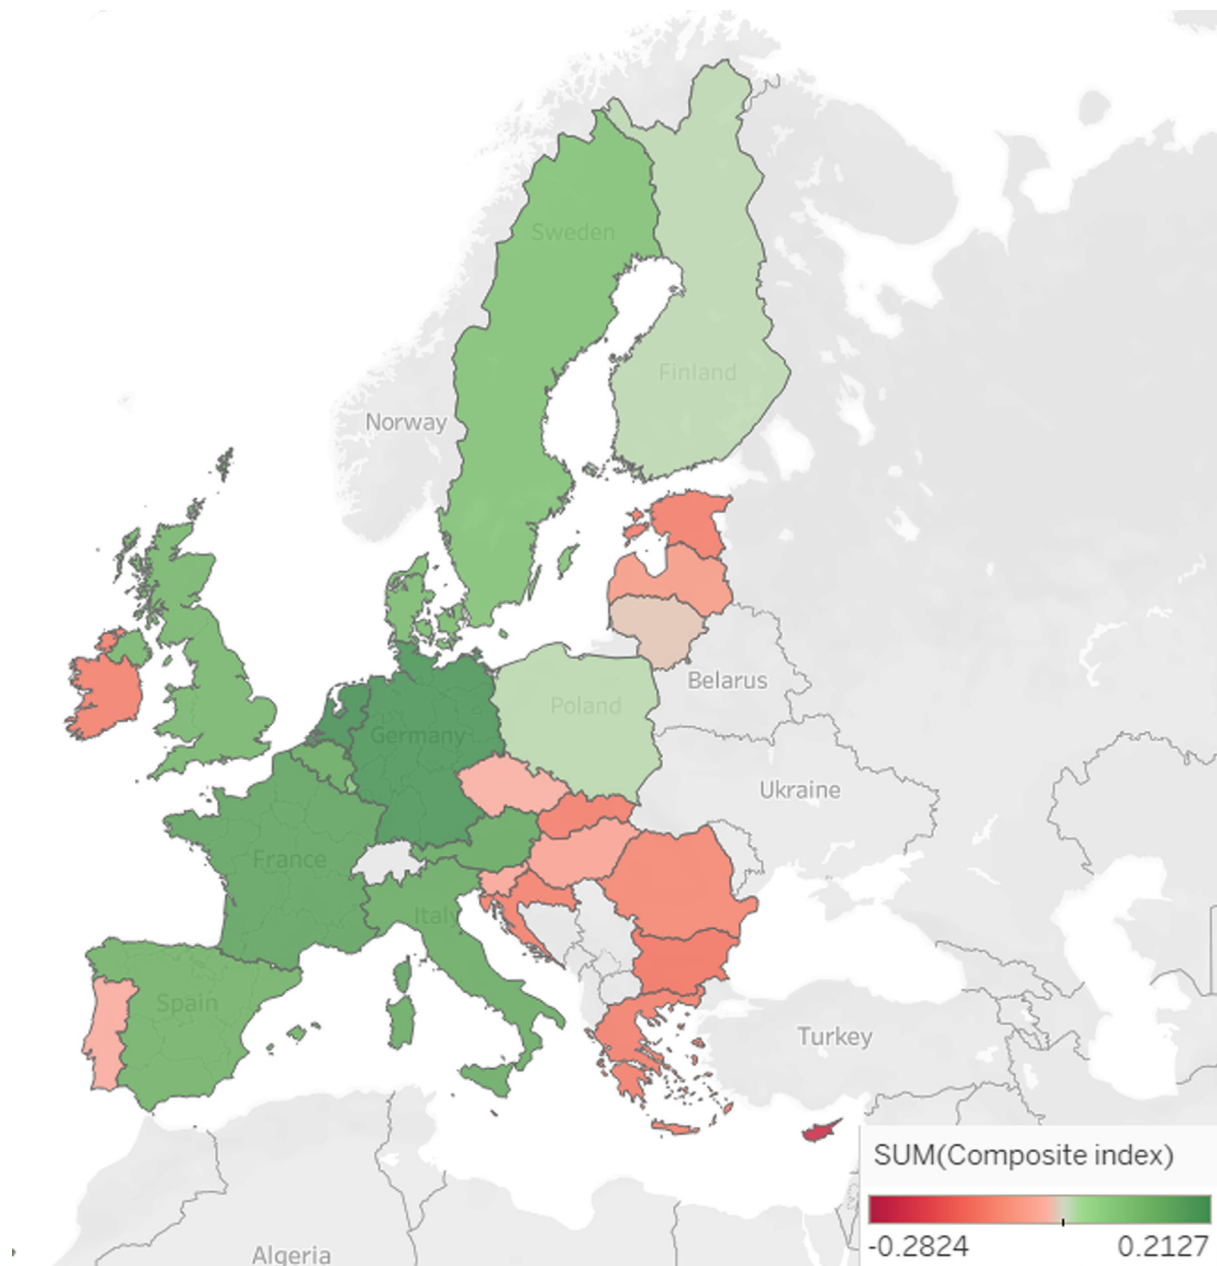 Sweden
Finland
Norway
Belarus
Poland
Germany
Ukraine
France
Italy
Spain
Turkey
SUM(Composite index)
-0.2824 0.2127
Algeria